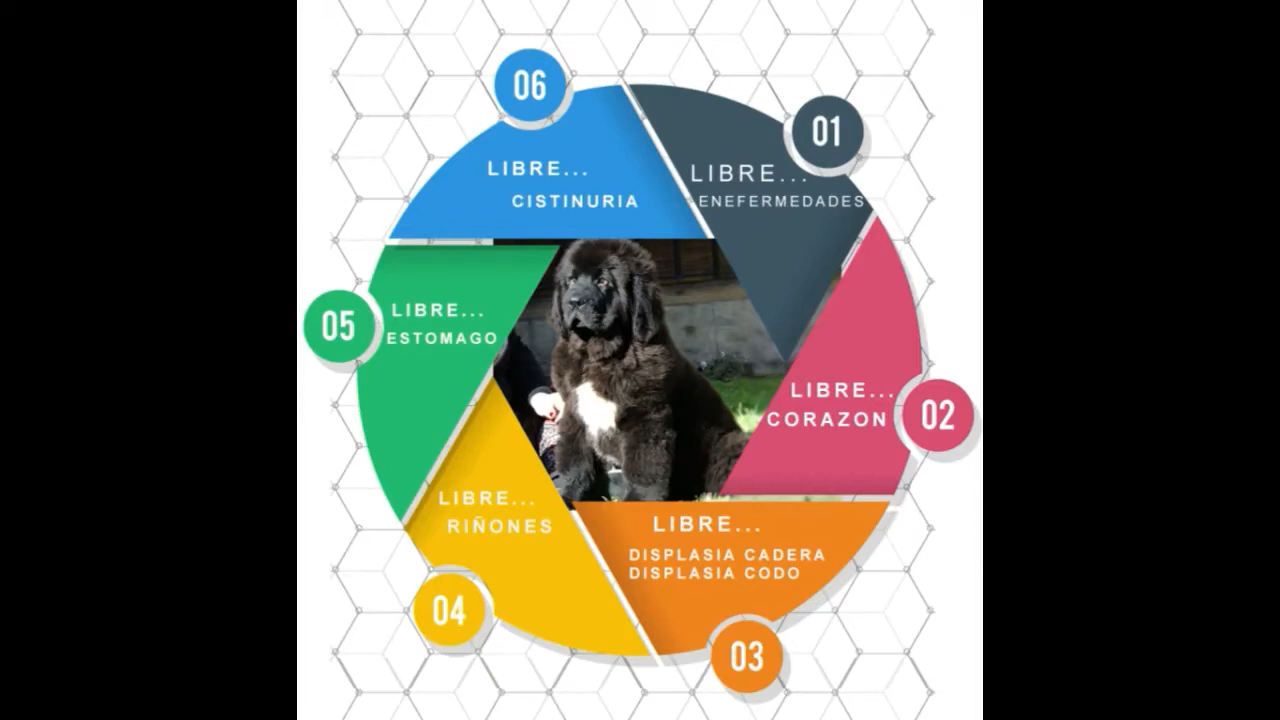 06
LIBRE...
CISTINURIA
01
LIBRE...
ENEFERMEDADES
05
LIBRE...
ESTOMAGO
LIBRE...
CORAZON
02
LIBRE...
RIÑONES
04
LIBRE...
DISPLASIA CADERA
DISPLASIA CODO
03